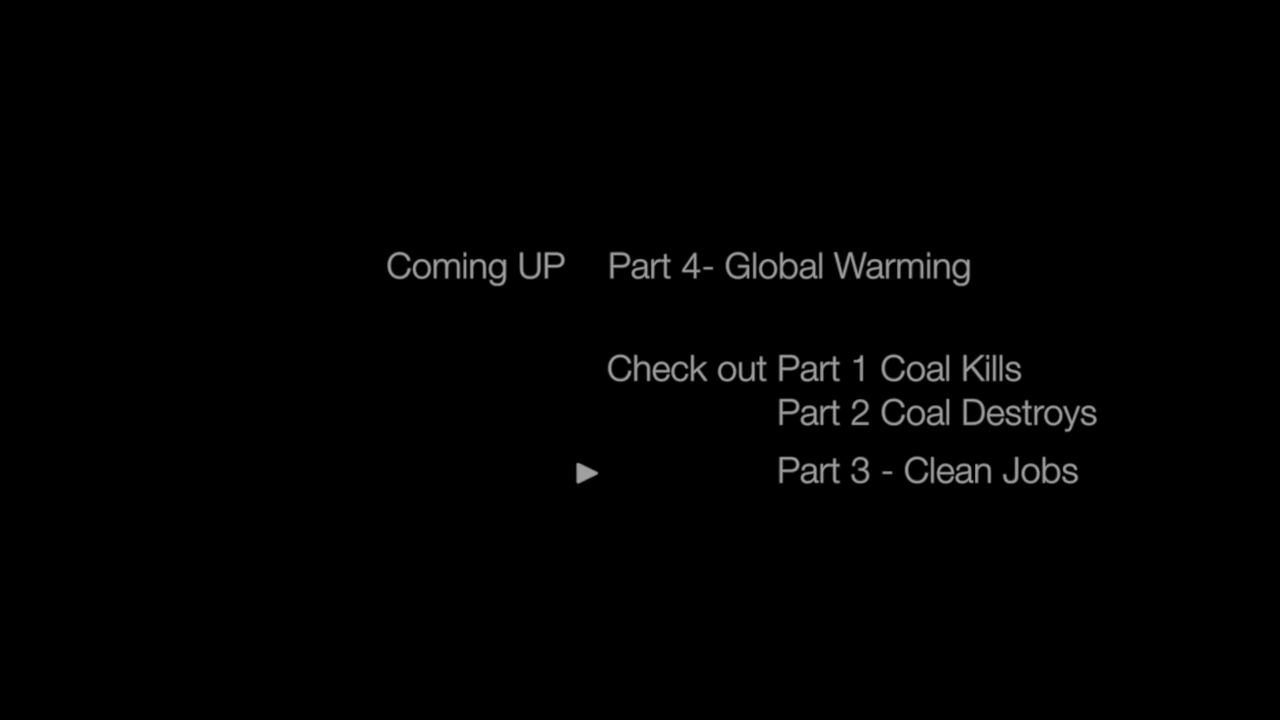 Coming UP Part 4- Global Warming
Check out Part 1 Coal Kills
Part 2 Coal Destroys
Part 3 - Clean Jobs